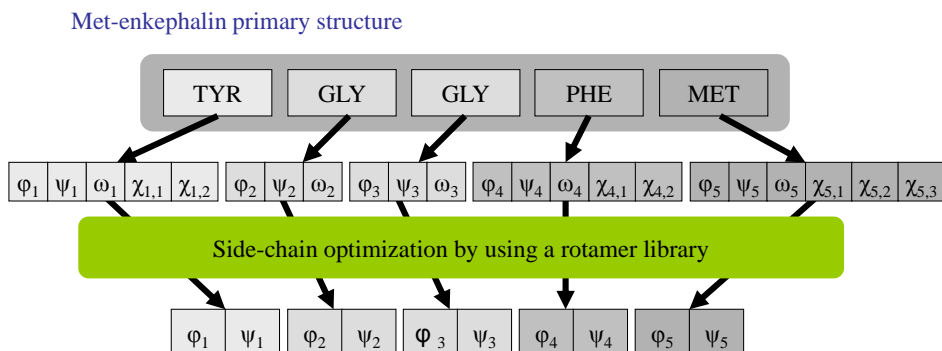 Met-enkephalin primary structure
TYR GLY GLY PHE MET
φ₁ ψ₁ ω₁ χ₁,₁ χ₁,₂ φ₂ ψ₂ ω₂ φ₃ ψ₃ ω₃ φ₄ ψ₄ ω₄ χ₄,₁ χ₄,₂ φ₅ ψ₅ ω₅ χ₅,₁ χ₅,₂ χ₅,₃
Side-chain optimization by using a rotamer library
φ₁ ψ₁ φ₂ ψ₂ φ ₃ ψ₃ φ₄ ψ₄ φ₅ ψ₅